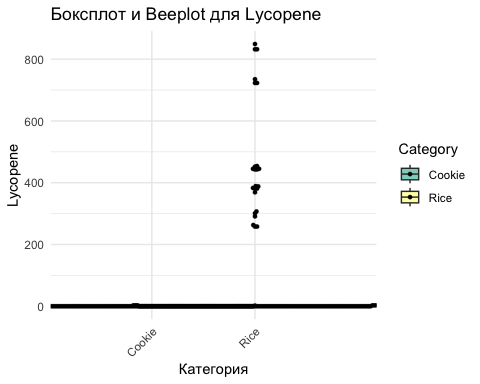 Боксплот и Beeplot для Lycopene
800
600
400
200
0
Lycopene
Cookie
Rice
Категория
Category
Cookie
Rice